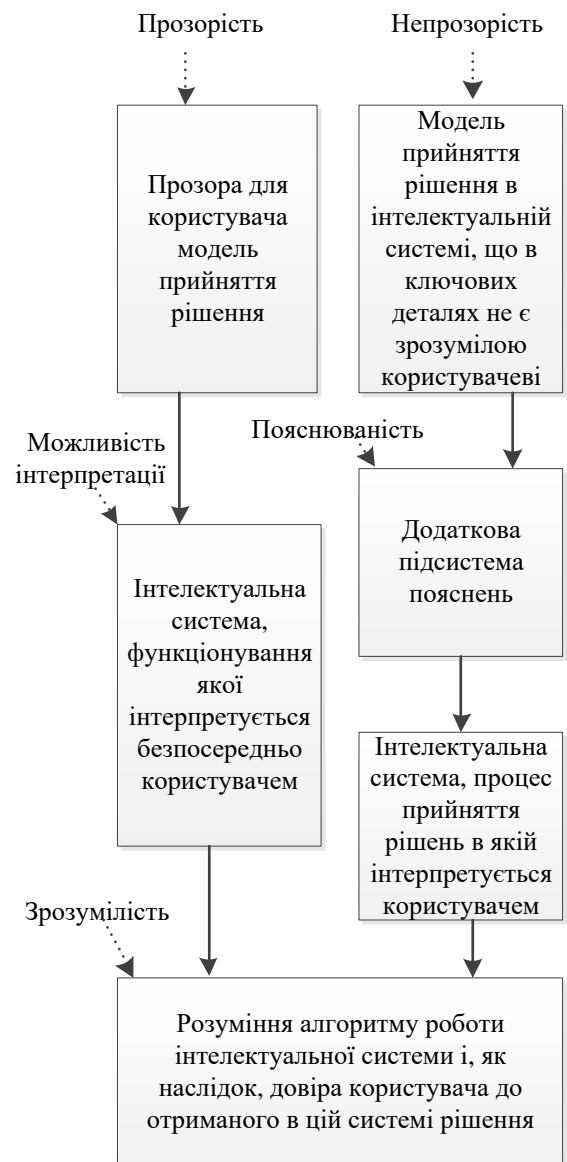 Прозорість
Непрозорість
Прозора для
користувача
модель
прийняття
рішення
Модель
прийняття
рішення в
інтелектуальній
системі, що в
ключових
деталях не є
зрозумілою
користувачеві
Можливість
інтерпретації
Пояснюваність
Інтелектуальна
система,
функціонування
якої
інтерпретується
безпосередньо
користувачем
Додаткова
підсистема
пояснень
Інтелектуальна
система, процес
прийняття
рішень в якій
інтерпретується
користувачем
Зрозумілість
Розуміння алгоритму роботи
інтелектуальної системи і, як
наслідок, довіра користувача до
отриманого в цій системі рішення